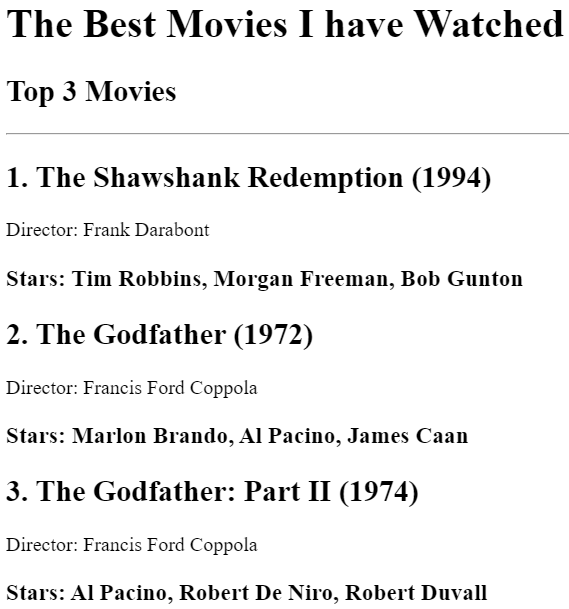 The Best Movies I have Watched
Top 3 Movies
1. The Shawshank Redemption (1994)
Director: Frank Darabont
Stars: Tim Robbins, Morgan Freeman, Bob Gunton
2. The Godfather (1972)
Director: Francis Ford Coppola
Stars: Marlon Brando, Al Pacino, James Caan
3. The Godfather: Part II (1974)
Director: Francis Ford Coppola
Stars: Al Pacino, Robert De Niro, Robert Duvall